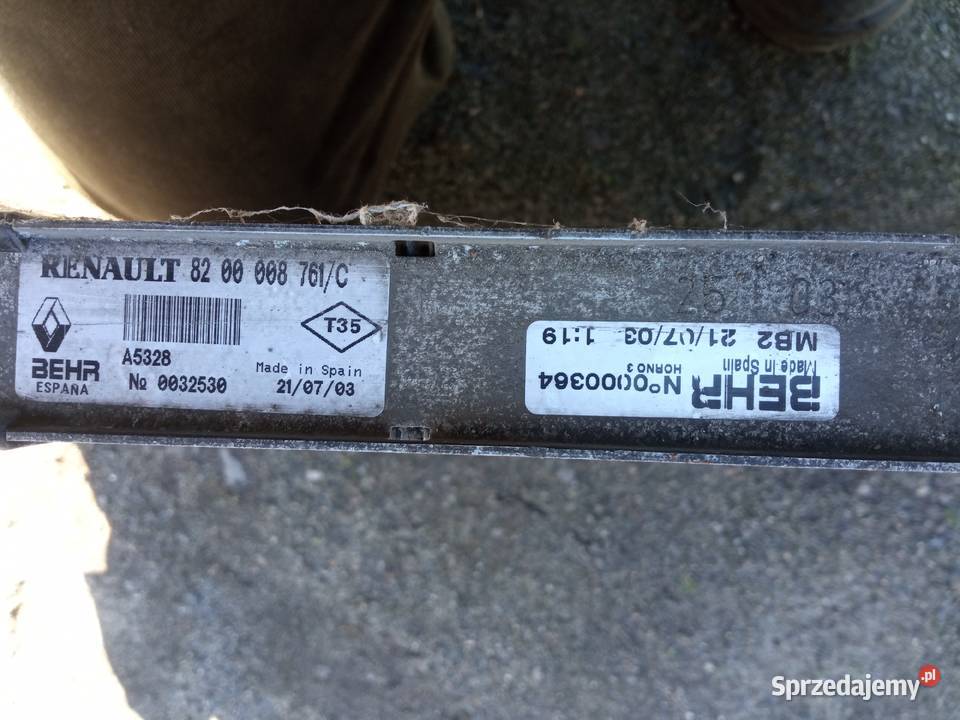 RENAULT 82 00 008 761/C
T35
BEHR
ESPAÑA
A5328
№ 0032530
Made in Spain
21/07/03
BEHR
Made in Spain
Nº0000364
HORNO 3
MB2 21/07/03 1:19
Sprzedajemy.pl